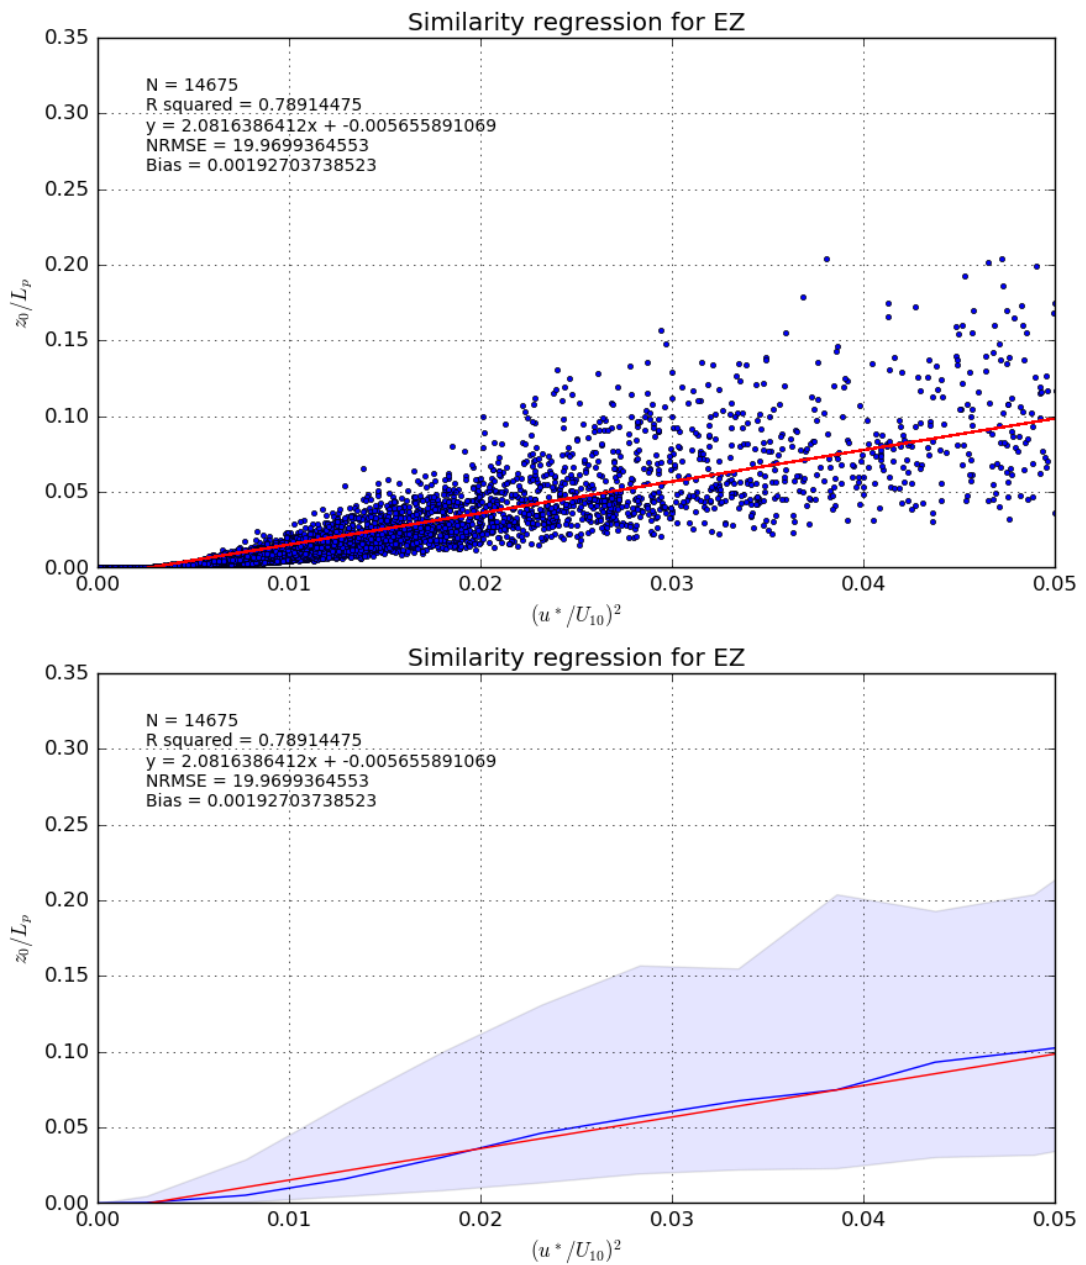 Similarity regression for EZ
0.35
0.30
0.25
0.20
0.15
0.10
0.05
0.00
N = 14675
R squared = 0.78914475
y = 2.0816386412x + -0.005655891069
NRMSE = 19.9699364553
Bias = 0.00192703738523
z₀/Lₚ
0.00 0.01 0.02 0.03 0.04 0.05
(u*/U₁₀)²
Similarity regression for EZ
0.35
0.30
0.25
0.20
0.15
0.10
0.05
0.00
N = 14675
R squared = 0.78914475
y = 2.0816386412x + -0.005655891069
NRMSE = 19.9699364553
Bias = 0.00192703738523
z₀/Lₚ
0.00 0.01 0.02 0.03 0.04 0.05
(u*/U₁₀)²